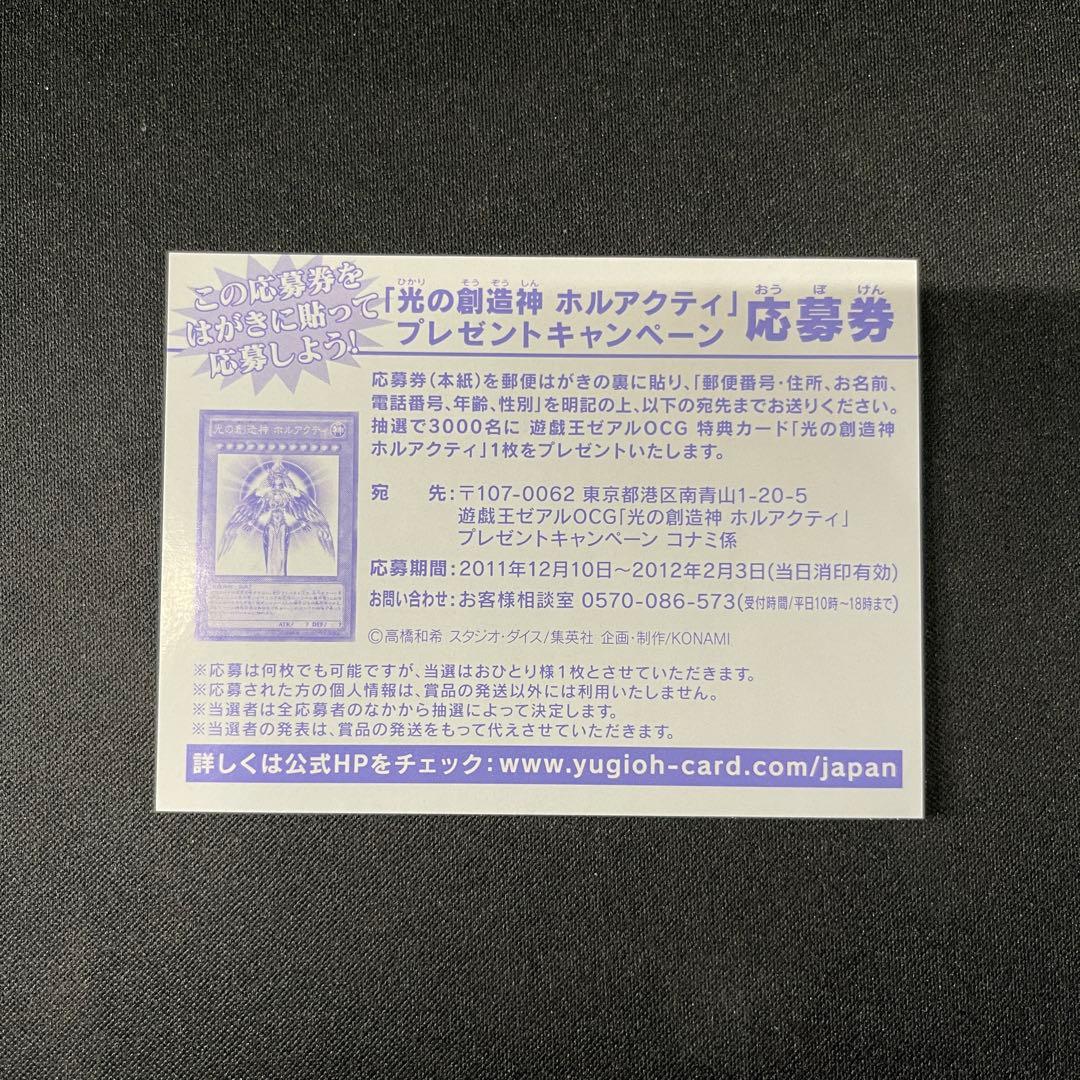 この応募券を
はがきに貼って
応募しよう!
ひかり そう ぞう しん
「光の創造神 ホルアクティ」
プレゼントキャンペーン
おう ぼ けん
応募券
応募券(本紙)を郵便はがきの裏に貼り、「郵便番号・住所、お名前、
電話番号、年齢、性別」を明記の上、以下の宛先までお送りください。
抽選で3000名に 遊戯王ゼアルOCG 特典カード「光の創造神
ホルアクティ」1枚をプレゼントいたします。
光の創造神 ホルアクティ 神
ATK/ ? DEF/ ?
宛 先:〒107-0062 東京都港区南青山1-20-5
遊戯王ゼアルOCG「光の創造神 ホルアクティ」
プレゼントキャンペーン コナミ係
応募期間:2011年12月10日~2012年2月3日(当日消印有効)
お問い合わせ:お客様相談室 0570-086-573(受付時間/平日10時~18時まで)
©高橋和希 スタジオ・ダイス/集英社 企画・制作/KONAMI
※応募は何枚でも可能ですが、当選はおひとり様1枚とさせていただきます。
※応募された方の個人情報は、賞品の発送以外には利用いたしません。
※当選者は全応募者のなかから抽選によって決定します。
※当選者の発表は、賞品の発送をもって代えさせていただきます。
詳しくは公式HPをチェック:www.yugioh-card.com/japan